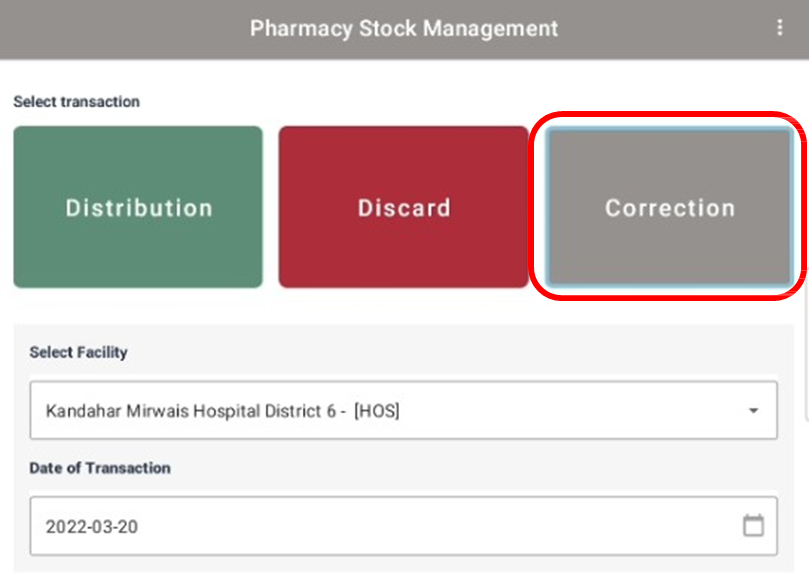 Pharmacy Stock Management
Select transaction
Distribution Discard Correction
Select Facility
Kandahar Mirwais Hospital District 6 - [HOS]
Date of Transaction
2022-03-20